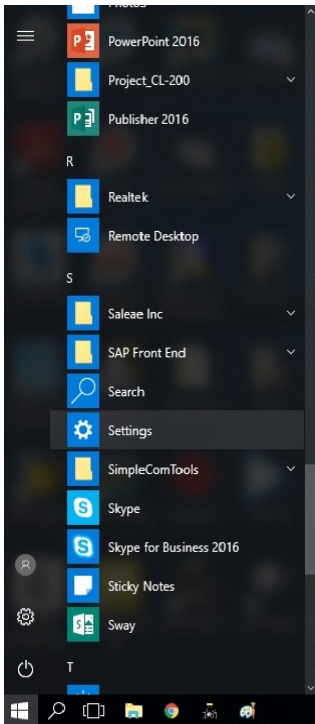 Photos
PowerPoint 2016
Project_CL-200
Publisher 2016
R
Realtek
Remote Desktop
S
Saleae Inc
SAP Front End
Search
Settings
SimpleComTools
Skype
Skype for Business 2016
Sticky Notes
Sway
T